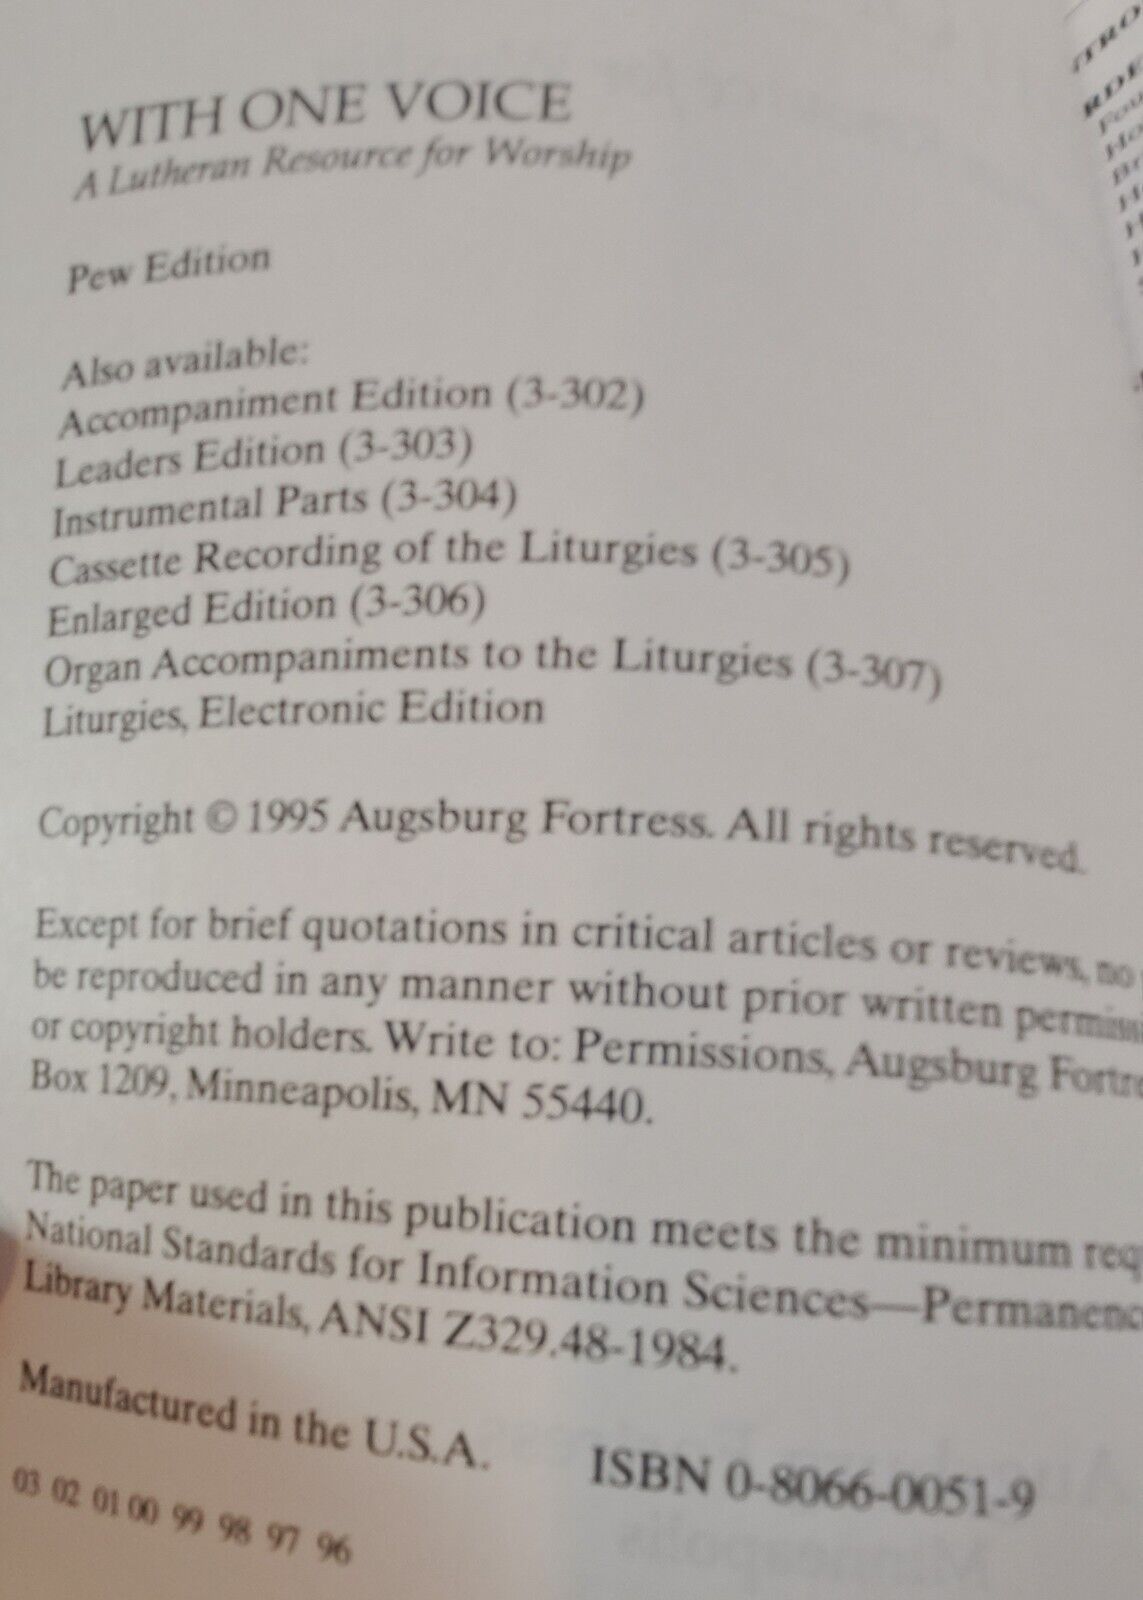 WITH ONE VOICE
A Lutheran Resource for Worship
Pew Edition
Also available:
Accompaniment Edition (3-302)
Leaders Edition (3-303)
Instrumental Parts (3-304)
Cassette Recording of the Liturgies (3-305)
Enlarged Edition (3-306)
Organ Accompaniments to the Liturgies (3-307)
Liturgies, Electronic Edition
Copyright © 1995 Augsburg Fortress. All rights reserved.
Except for brief quotations in critical articles or reviews, no
be reproduced in any manner without prior written permiss
or copyright holders. Write to: Permissions, Augsburg Fortre
Box 1209, Minneapolis, MN 55440.
The paper used in this publication meets the minimum req
National Standards for Information Sciences—Permanenc
Library Materials, ANSI Z329.48-1984.
Manufactured in the U.S.A. ISBN 0-8066-0051-9
03 02 01 00 99 98 97 96